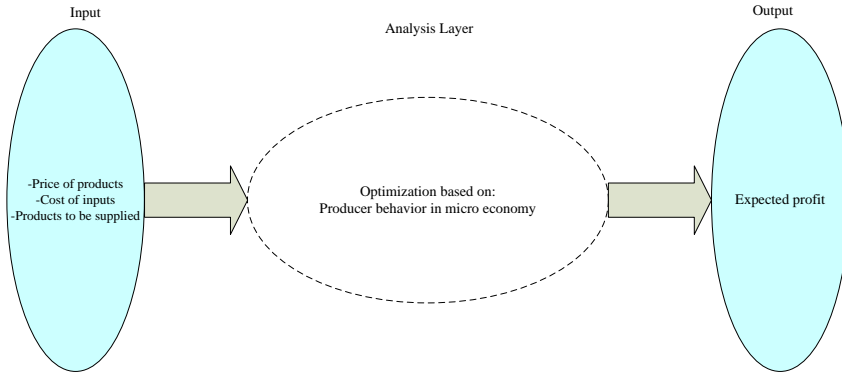 Input
Analysis Layer
Output
-Price of products
-Cost of inputs
-Products to be supplied
Optimization based on:
Producer behavior in micro economy
Expected profit